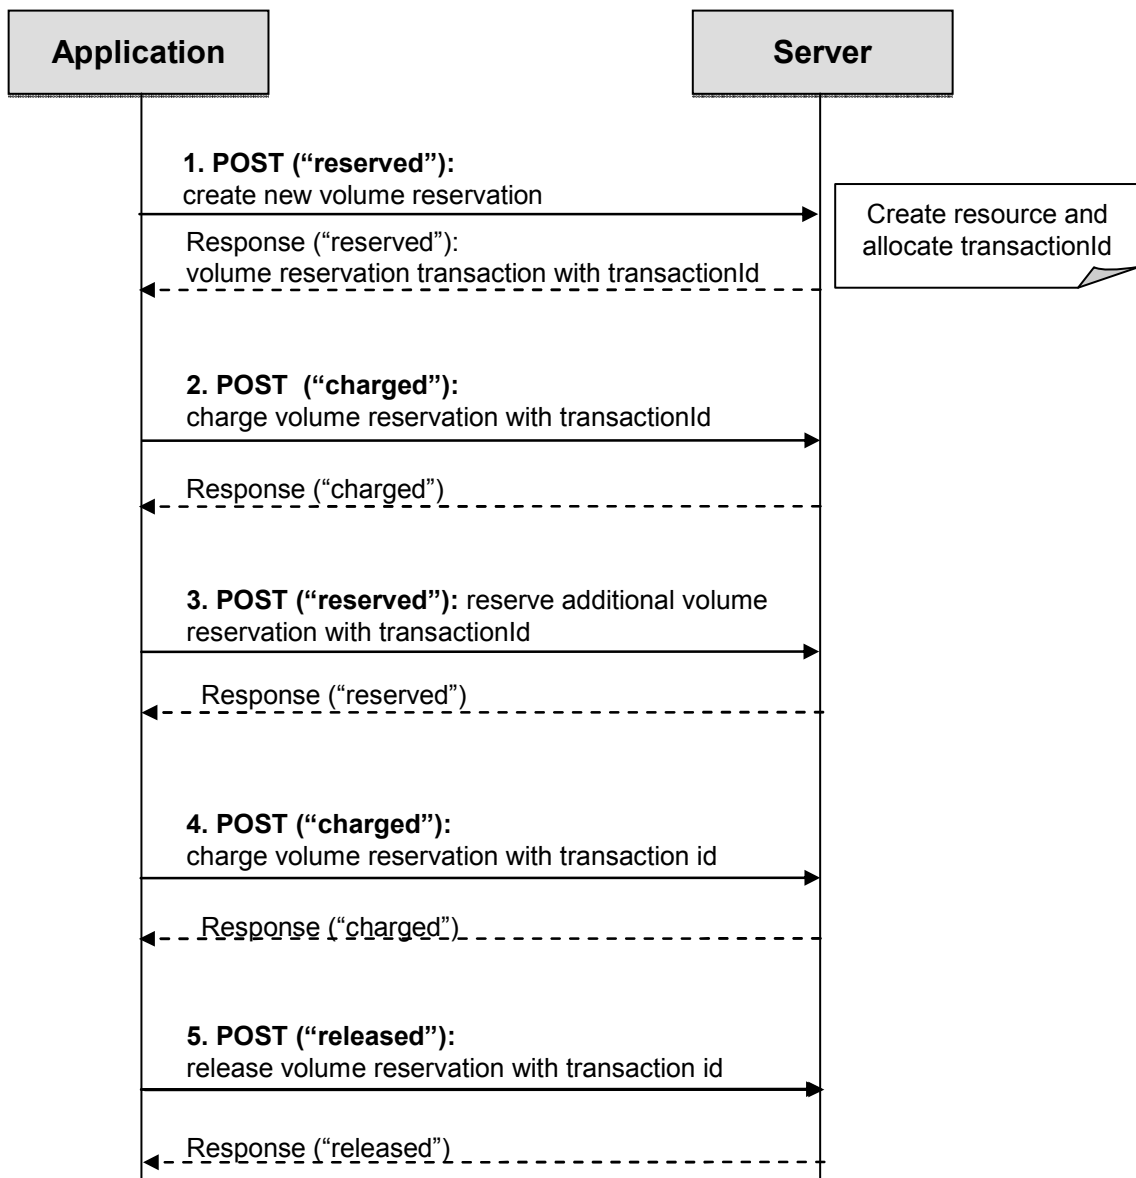 Application
Server
1. POST (“reserved”):
create new volume reservation
Create resource and
allocate transactionId
Response (“reserved”):
volume reservation transaction with transactionId
2. POST  (“charged”):
charge volume reservation with transactionId
Response (“charged”)
3. POST (“reserved”): reserve additional volume
reservation with transactionId
Response (“reserved”)
4. POST (“charged”):
charge volume reservation with transaction id
Response (“charged”)
5. POST (“released”):
release volume reservation with transaction id
Response (“released”)